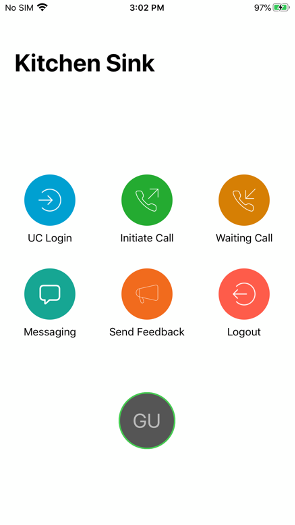 No SIM 3:02 PM 97%
Kitchen Sink
UC Login Initiate Call Waiting Call
Messaging Send Feedback Logout
GU